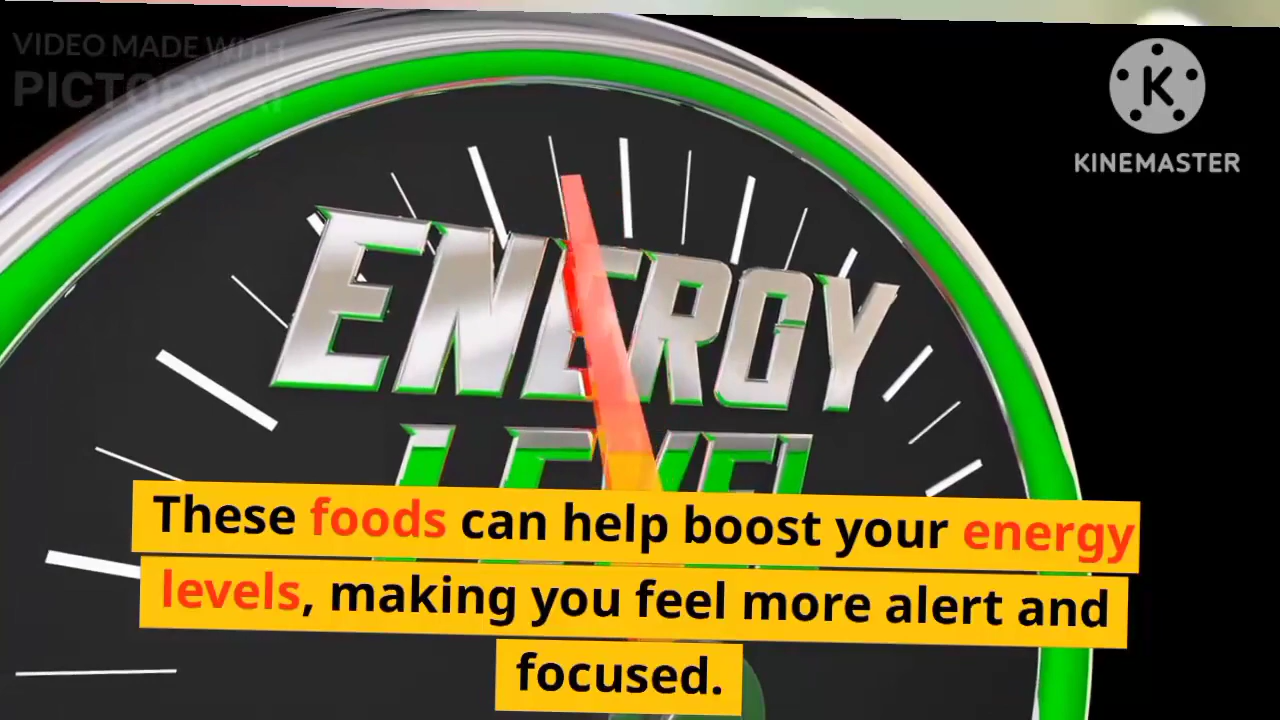 VIDEO MADE WITH
KINEMASTER
ENERGY
LEVEL
These foods can help boost your energy
levels, making you feel more alert and
focused.